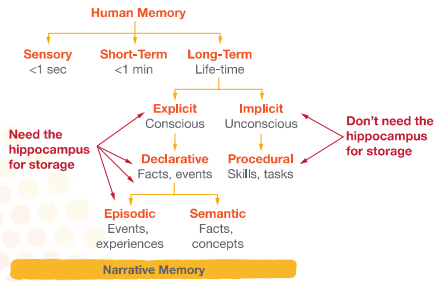 Human Memory
Sensory Short-Term Long-Term
<1 sec <1 min Life-time
Explicit Implicit
Conscious Unconscious
Need the
hippocampus
for storage
Don't need the
hippocampus
for storage
Declarative Procedural
Facts, events Skills, tasks
Episodic Semantic
Events, Facts,
experiences concepts
Narrative Memory